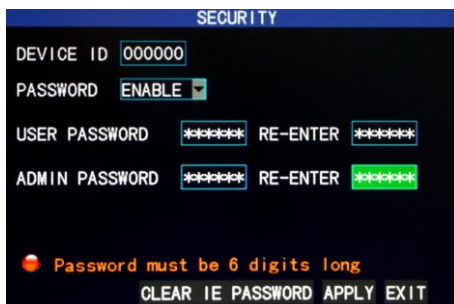 SECURITY
DEVICE ID 000000
PASSWORD ENABLE
USER PASSWORD ****** RE-ENTER ******
ADMIN PASSWORD ****** RE-ENTER ******
Password must be 6 digits long
CLEAR IE PASSWORD APPLY EXIT